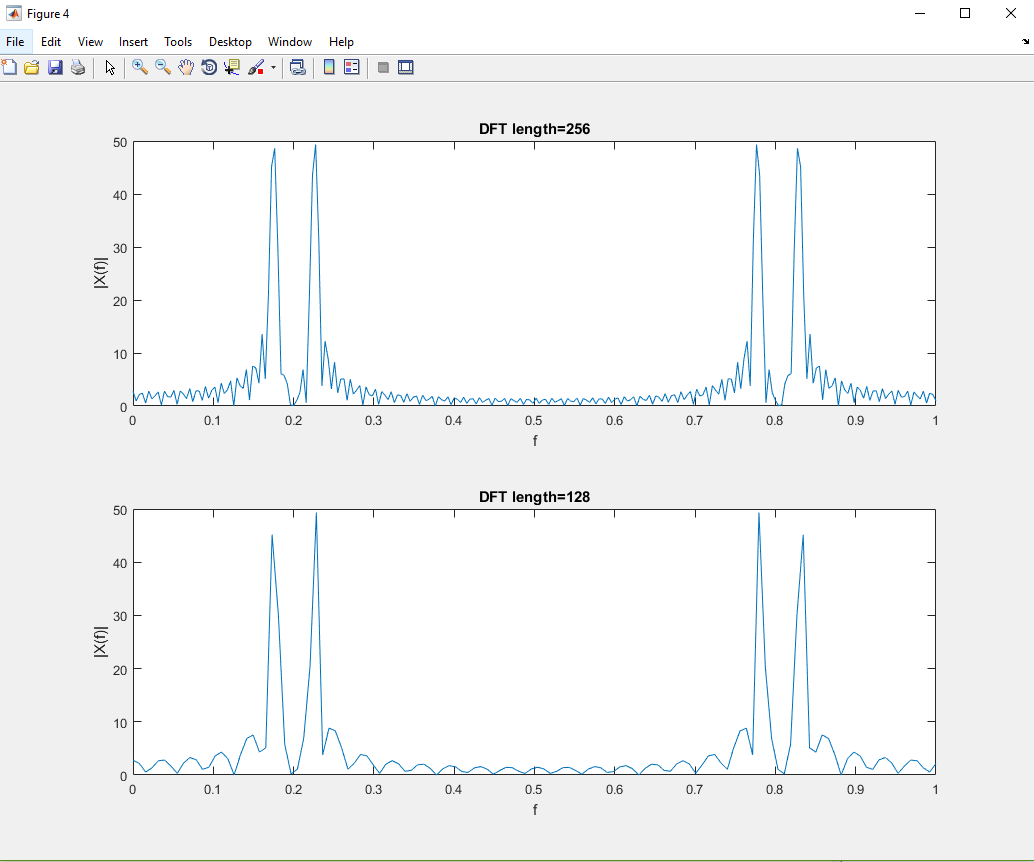 Figure 4
File Edit View Insert Tools Desktop Window Help
DFT length=256
50
40
30
20
10
0
|X(f)|
0 0.1 0.2 0.3 0.4 0.5 0.6 0.7 0.8 0.9 1
f
DFT length=128
50
40
30
20
10
0
|X(f)|
0 0.1 0.2 0.3 0.4 0.5 0.6 0.7 0.8 0.9 1
f